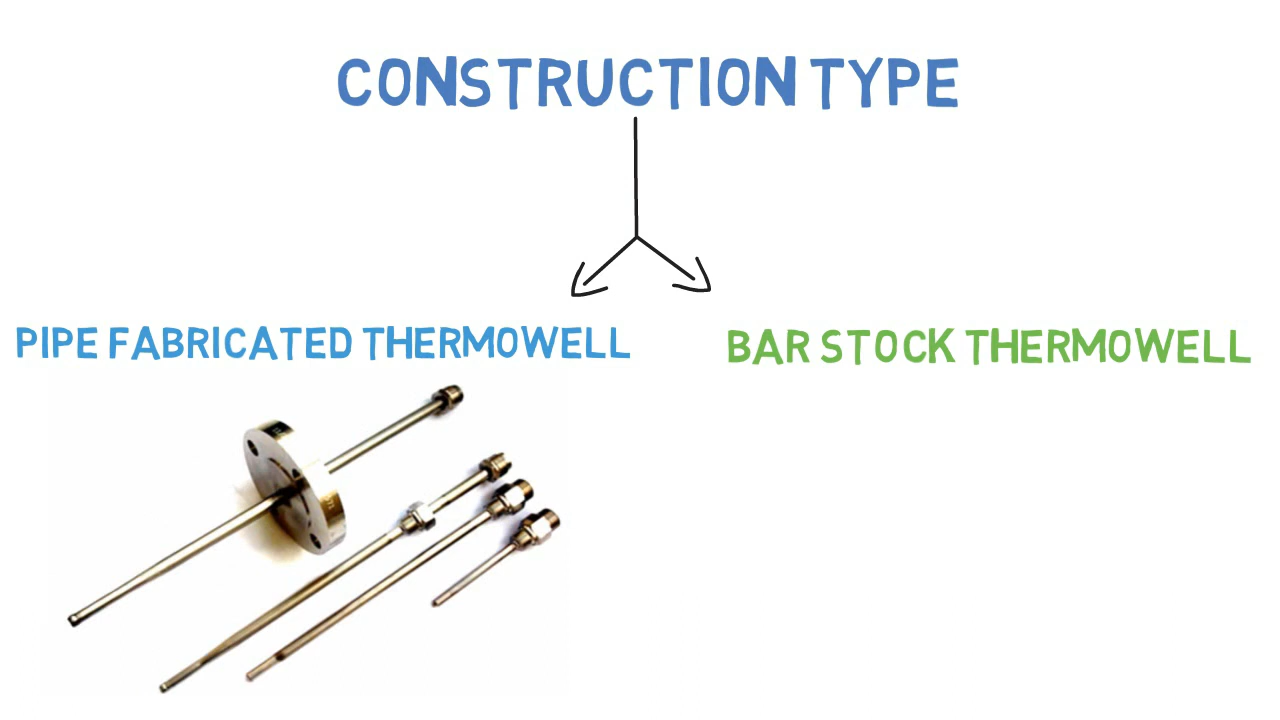 CONSTRUCTION TYPE
PIPE FABRICATED THERMOWELL
BAR STOCK THERMOWELL